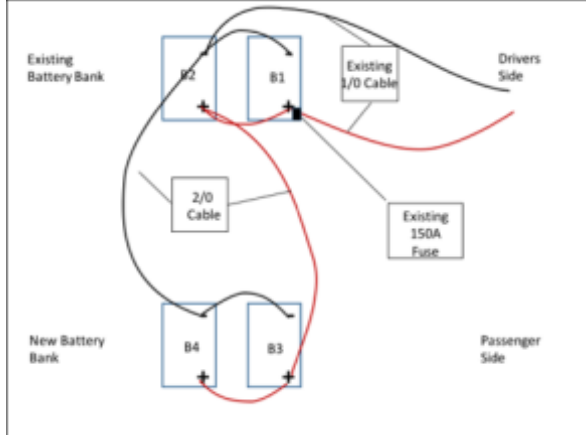 Existing
Battery Bank
B2
B1
Existing
1/0 Cable
Drivers
Side
2/0
Cable
Existing
150A
Fuse
New Battery
Bank
B4
B3
Passenger
Side